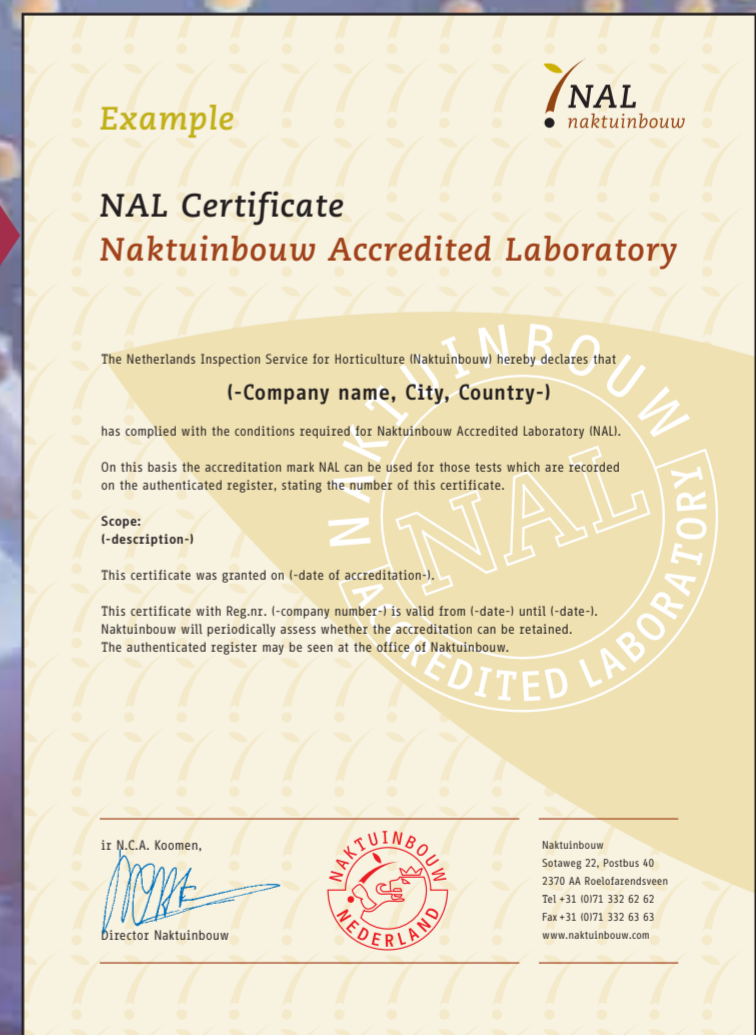 Example
NAL
naktuinbouw
NAL Certificate
Naktuinbouw Accredited Laboratory
The Netherlands Inspection Service for Horticulture (Naktuinbouw) hereby declares that
(-Company name, City, Country-)
has complied with the conditions required for Naktuinbouw Accredited Laboratory (NAL).
On this basis the accreditation mark NAL can be used for those tests which are recorded
on the authenticated register, stating the number of this certificate.
Scope:
(-description-)
This certificate was granted on (-date of accreditation-).
This certificate with Reg.nr. (-company number-) is valid from (-date-) until (-date-).
Naktuinbouw will periodically assess whether the accreditation can be retained.
The authenticated register may be seen at the office of Naktuinbouw.
NAKTUINBOUW
NAL
ACCREDITED LABORATORY
ir N.C.A. Koomen,
Director Naktuinbouw
NAKTUINBOUW
NEDERLAND
Naktuinbouw
Sotaweg 22, Postbus 40
2370 AA Roelofarendsveen
Tel +31 (0)71 332 62 62
Fax +31 (0)71 332 63 63
www.naktuinbouw.com